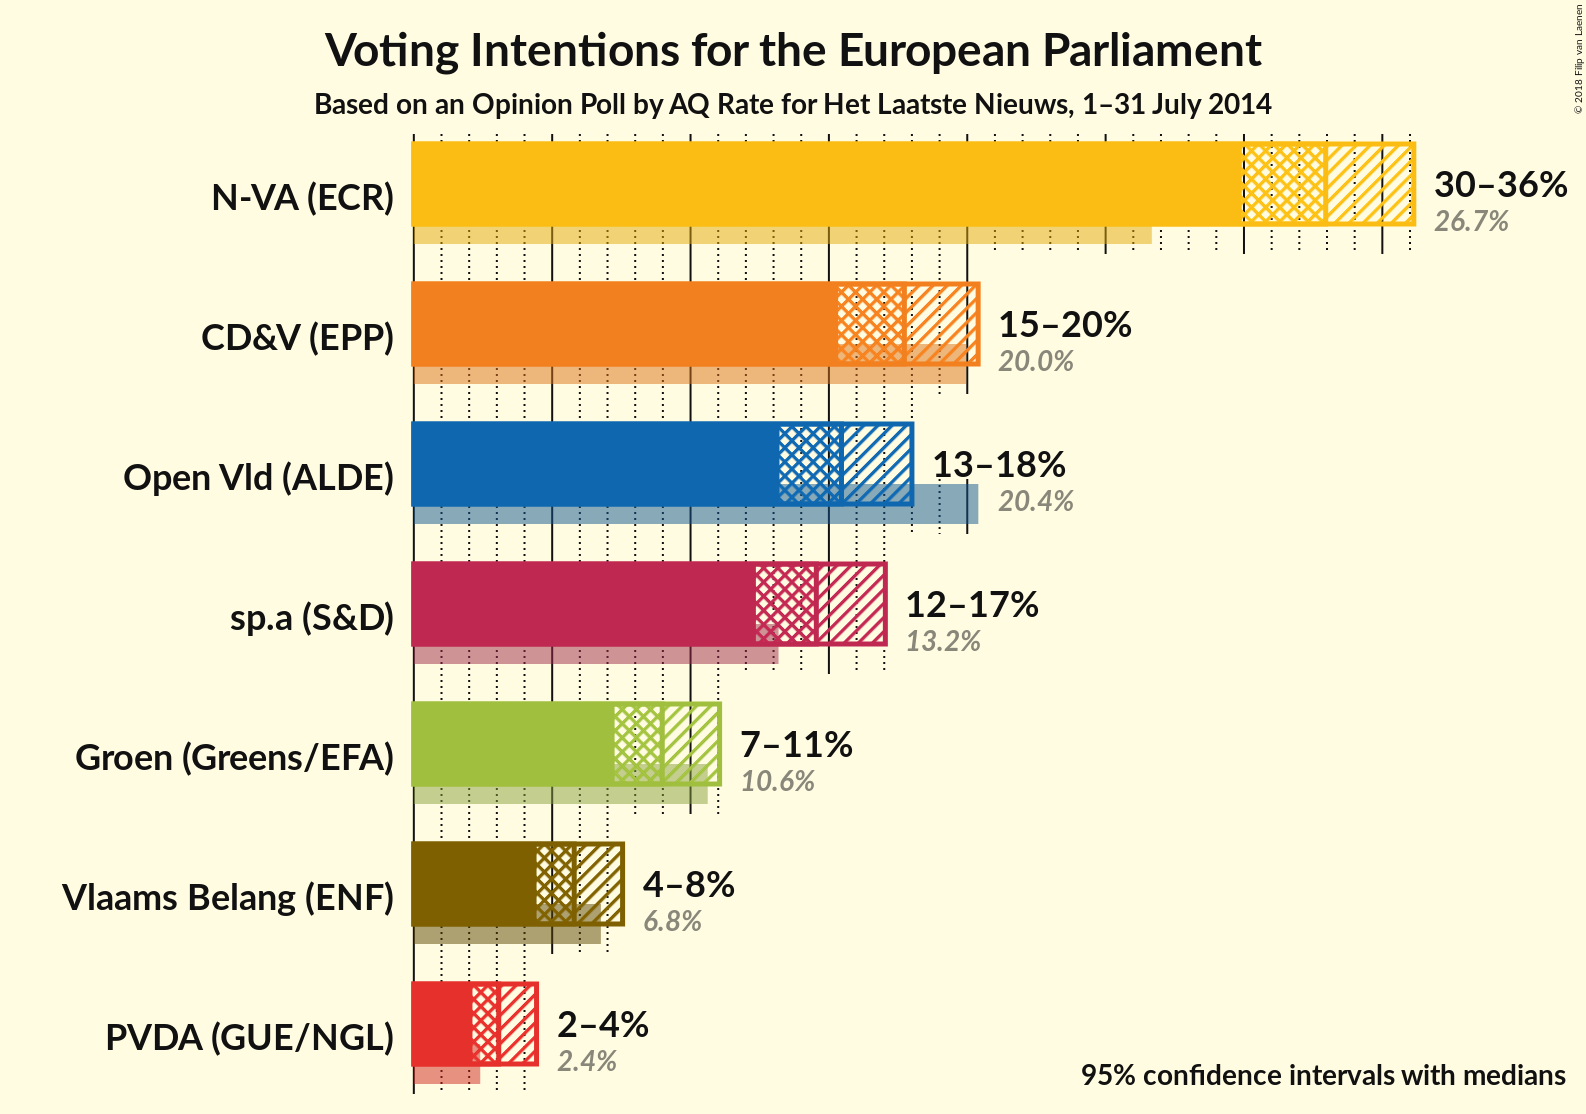 Voting Intentions for the European Parliament
Based on an Opinion Poll by AQ Rate for Het Laatste Nieuws, 1–31 July 2014
© 2018 Filip van Laenen
N-VA (ECR)
30–36%
26.7%
CD&V (EPP)
15–20%
20.0%
Open Vld (ALDE)
13–18%
20.4%
sp.a (S&D)
12–17%
13.2%
Groen (Greens/EFA)
7–11%
10.6%
Vlaams Belang (ENF)
4–8%
6.8%
PVDA (GUE/NGL)
2–4%
2.4%
95% confidence intervals with medians